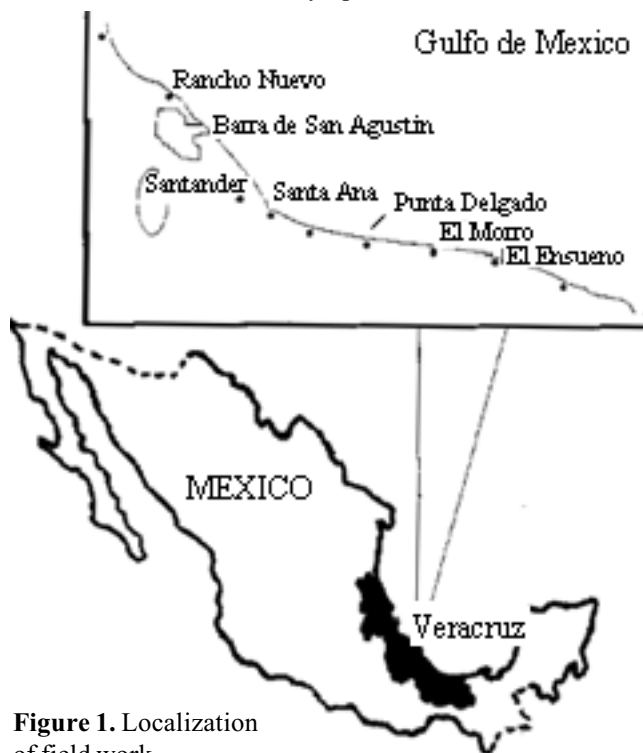 Gulfo de Mexico
Rancho Nuevo
Barra de San Agustin
Santander
Santa Ana
Punta Delgado
El Morro
El Ensueno
MEXICO
Veracruz
Figure 1. Localization
of field work